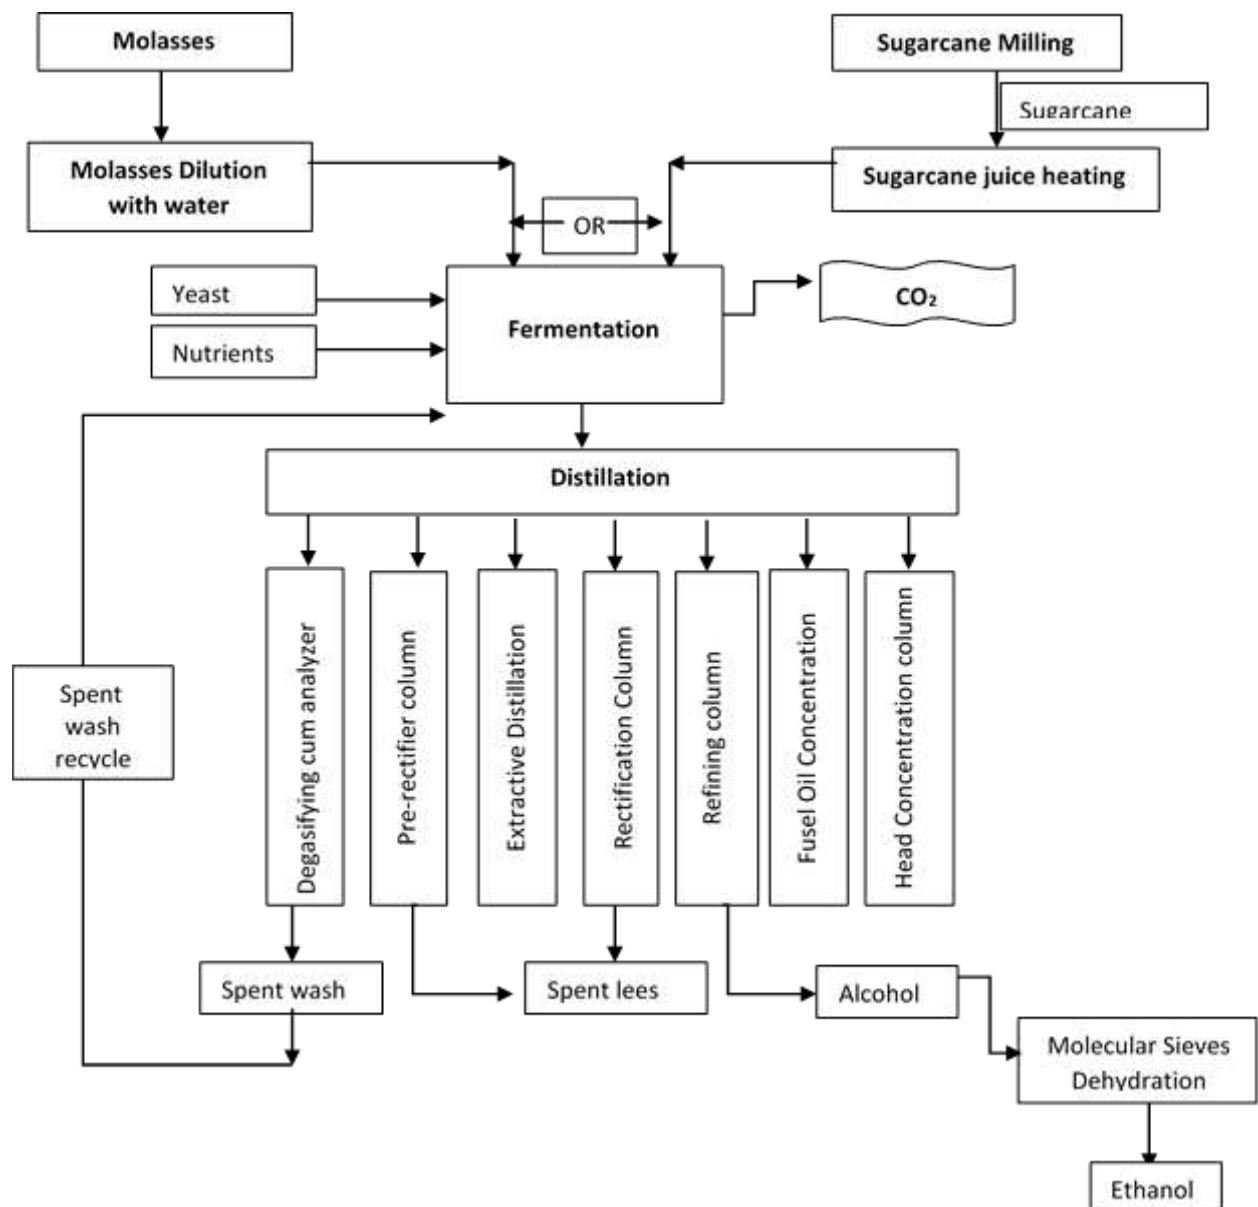 Molasses
Sugarcane Milling
Sugarcane
Molasses Dilution
with water
Sugarcane juice heating
OR
Yeast
Nutrients
Fermentation
CO₂
Distillation
Degasifying cum analyzer
Pre-rectifier column
Extractive Distillation
Rectification Column
Refining column
Fusel Oil Concentration
Head Concentration column
Spent
wash
recycle
Spent wash
Spent lees
Alcohol
Molecular Sieves
Dehydration
Ethanol